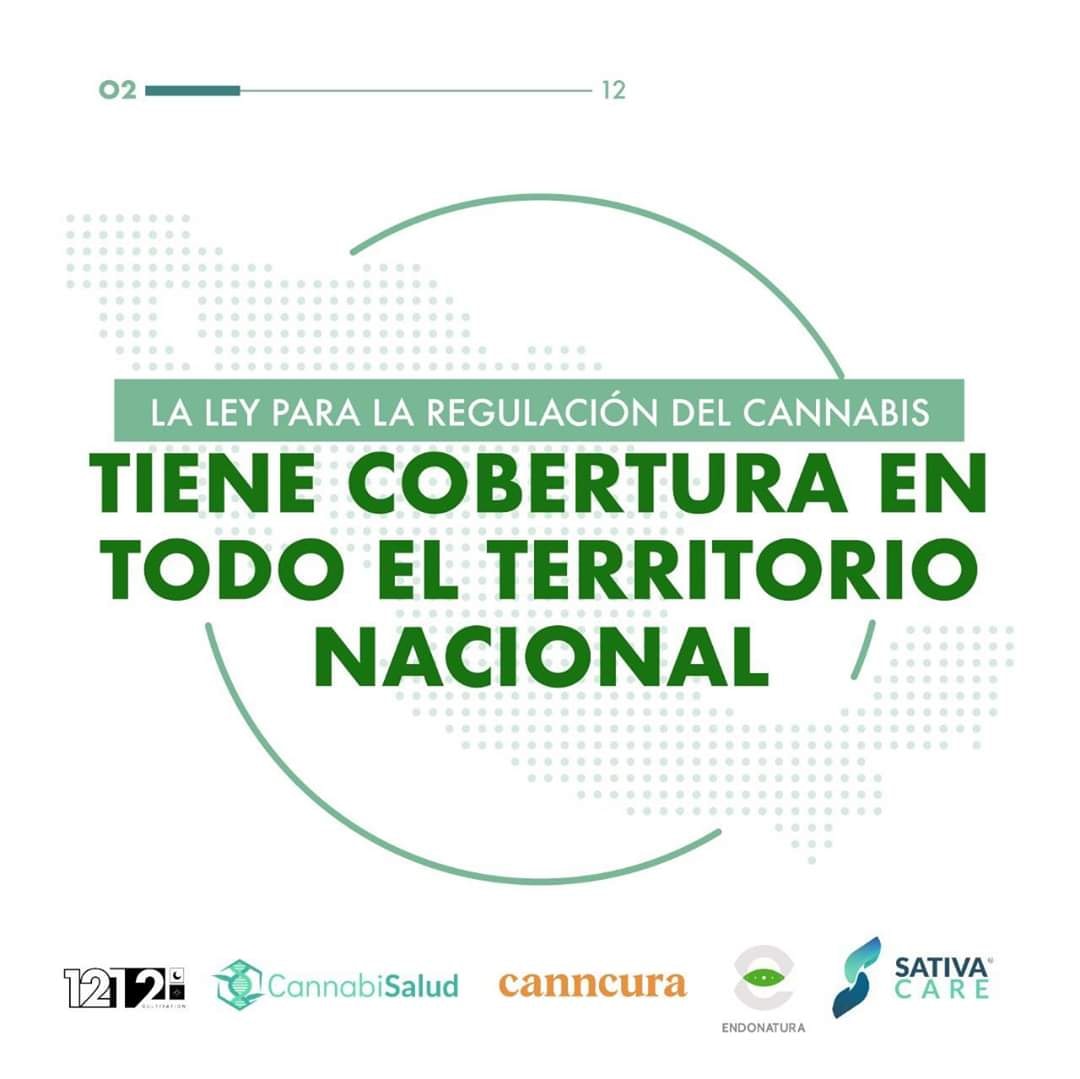 02 12
LA LEY PARA LA REGULACIÓN DEL CANNABIS
TIENE COBERTURA EN
TODO EL TERRITORIO
NACIONAL
1212
CULTIVATION
CannabiSalud
canncura
ENDONATURA
SATIVA®
CARE